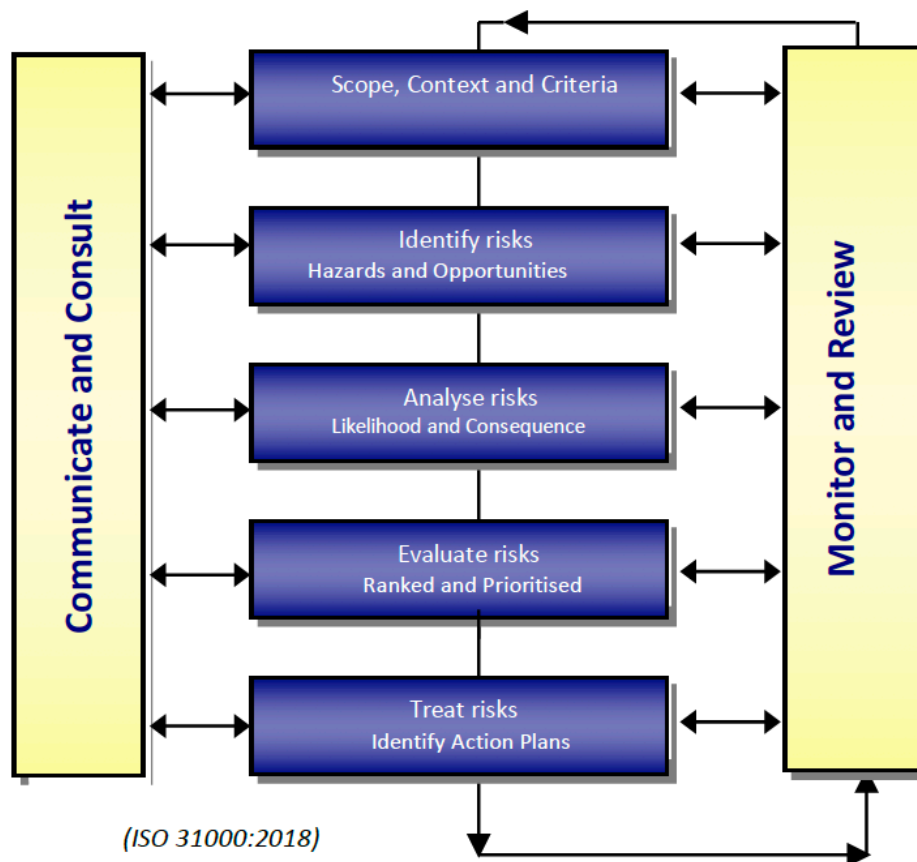 Communicate and Consult
Scope, Context and Criteria
Identify risks
Hazards and Opportunities
Analyse risks
Likelihood and Consequence
Evaluate risks
Ranked and Prioritised
Treat risks
Identify Action Plans
Monitor and Review
(ISO 31000:2018)